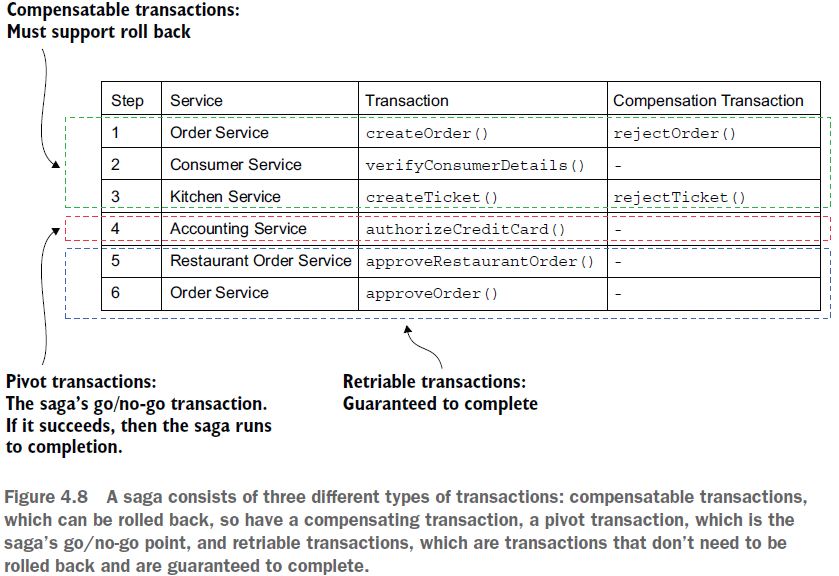 Compensatable transactions:
Must support roll back
Step Service Transaction Compensation Transaction
1 Order Service createOrder() rejectOrder()
2 Consumer Service verifyConsumerDetails() -
3 Kitchen Service createTicket() rejectTicket()
4 Accounting Service authorizeCreditCard() -
5 Restaurant Order Service approveRestaurantOrder() -
6 Order Service approveOrder() -
Pivot transactions:
The saga’s go/no-go transaction.
If it succeeds, then the saga runs
to completion.
Retriable transactions:
Guaranteed to complete
Figure 4.8 A saga consists of three different types of transactions: compensatable transactions,
which can be rolled back, so have a compensating transaction, a pivot transaction, which is the
saga’s go/no-go point, and retriable transactions, which are transactions that don’t need to be
rolled back and are guaranteed to complete.